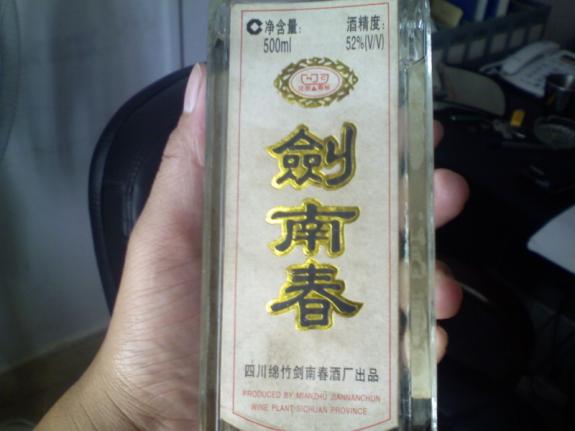 净含量: 酒精度:
500ml 52%(V/V)
劍南春
四川绵竹剑南春酒厂出品
PRODUCED BY MIANZHU JIANNANCHUN
WINE PLANT SICHUAN PROVINCE